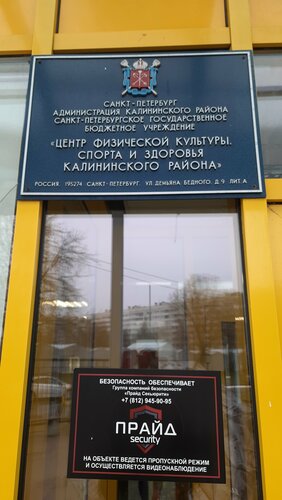 САНКТ-ПЕТЕРБУРГ
АДМИНИСТРАЦИЯ КАЛИНИНСКОГО РАЙОНА
САНКТ-ПЕТЕРБУРГСКОЕ ГОСУДАРСТВЕННОЕ
БЮДЖЕТНОЕ УЧРЕЖДЕНИЕ
«ЦЕНТР ФИЗИЧЕСКОЙ КУЛЬТУРЫ,
СПОРТА И ЗДОРОВЬЯ
КАЛИНИНСКОГО РАЙОНА»
РОССИЯ, 195274 САНКТ-ПЕТЕРБУРГ, УЛ ДЕМЬЯНА БЕДНОГО, Д.9 ЛИТ.А
БЕЗОПАСНОСТЬ ОБЕСПЕЧИВАЕТ
Группа компаний безопасности
«Прайд Секьюрити»
+7 (812) 945-90-95
ПРАЙД
security
НА ОБЪЕКТЕ ВЕДЕТСЯ ПРОПУСКНОЙ РЕЖИМ
И ОСУЩЕСТВЛЯЕТСЯ ВИДЕОНАБЛЮДЕНИЕ